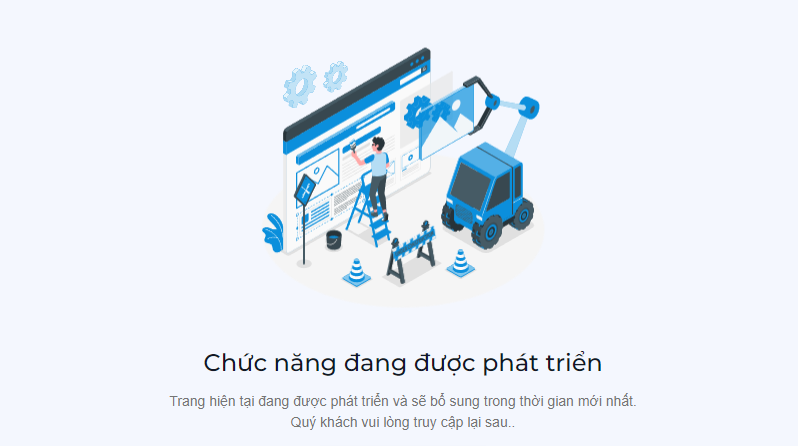 Chức năng đang được phát triển
Trang hiện tại đang được phát triển và sẽ bổ sung trong thời gian mới nhất.
Quý khách vui lòng truy cập lại sau..